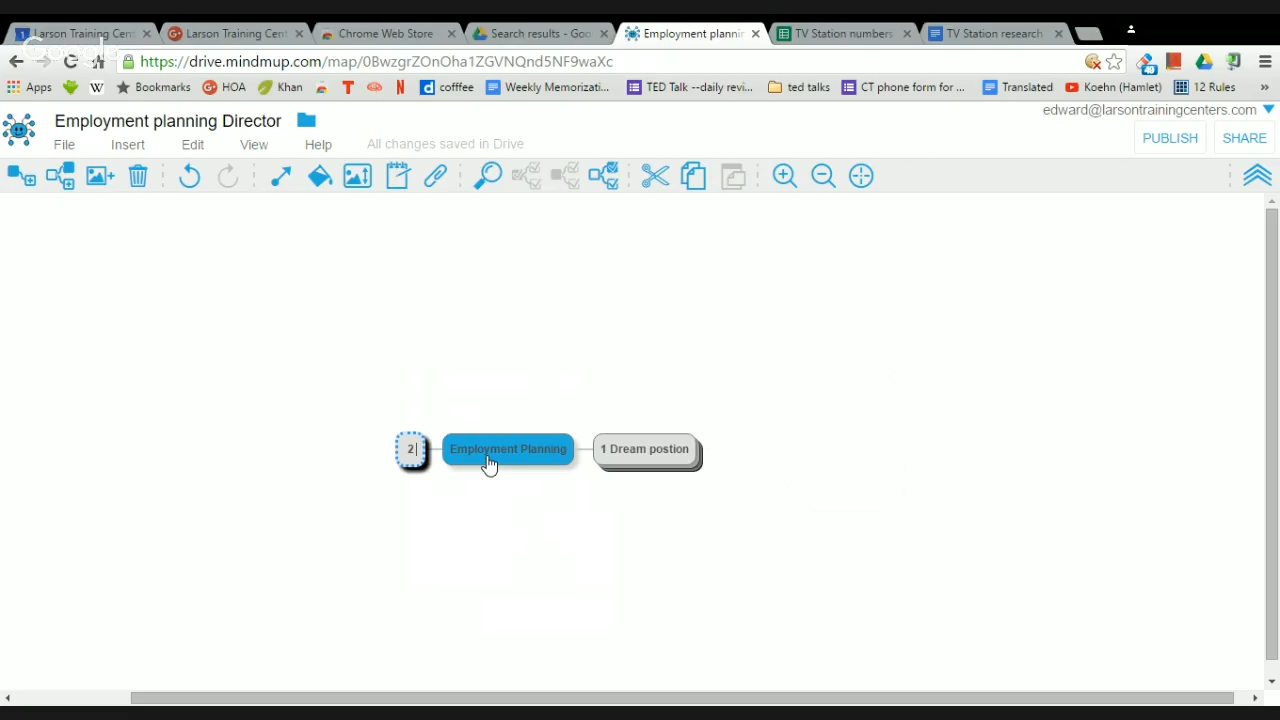 Larson Training Cent
Larson Training Cent
Chrome Web Store
Search results - Goo
Employment plannin
TV Station numbers
TV Station research
Google
https://drive.mindmup.com/map/0BwzgrZOnOha1ZGVNQnd5NF9waXc
Apps
W
Bookmarks
HOA
Khan
T
N
d cofffee
Weekly Memorizati...
TED Talk --daily revi...
ted talks
CT phone form for ...
Translated
Koehn (Hamlet)
12 Rules
»
edward@larsontrainingcenters.com
Employment planning Director
File Insert Edit View Help All changes saved in Drive
PUBLISH SHARE
2 Employment Planning 1 Dream postion